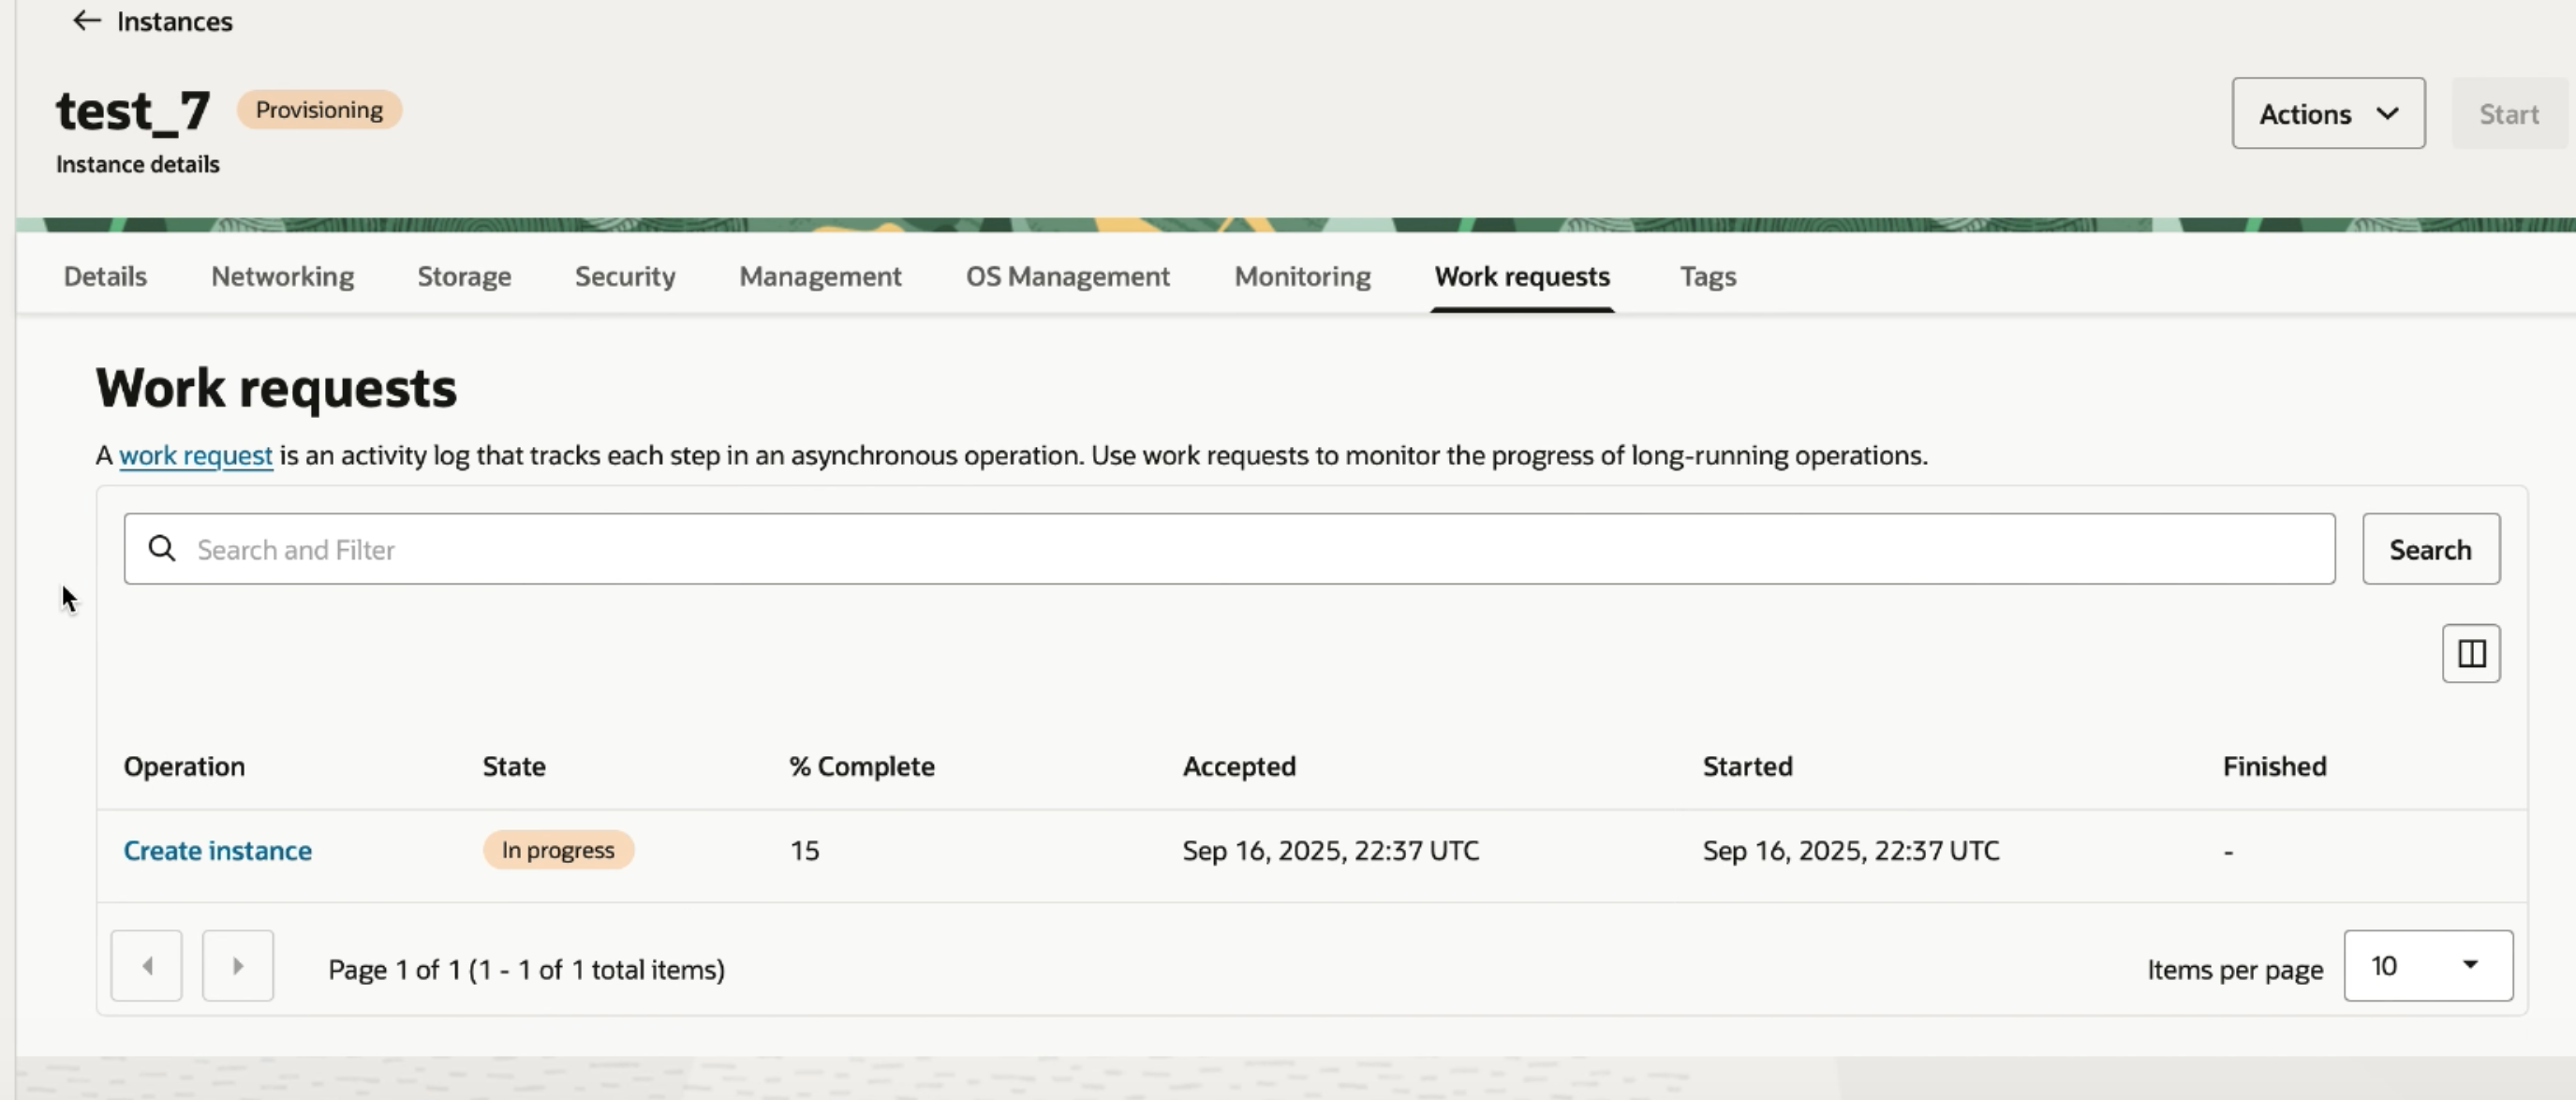 Instances
test_7 Provisioning
Actions Start
Instance details
Details Networking Storage Security Management OS Management Monitoring Work requests Tags
Work requests
A work request is an activity log that tracks each step in an asynchronous operation. Use work requests to monitor the progress of long-running operations.
Search and Filter Search
Operation State % Complete Accepted Started Finished
Create instance In progress 15 Sep 16, 2025, 22:37 UTC Sep 16, 2025, 22:37 UTC -
Page 1 of 1 (1 - 1 of 1 total items) Items per page 10